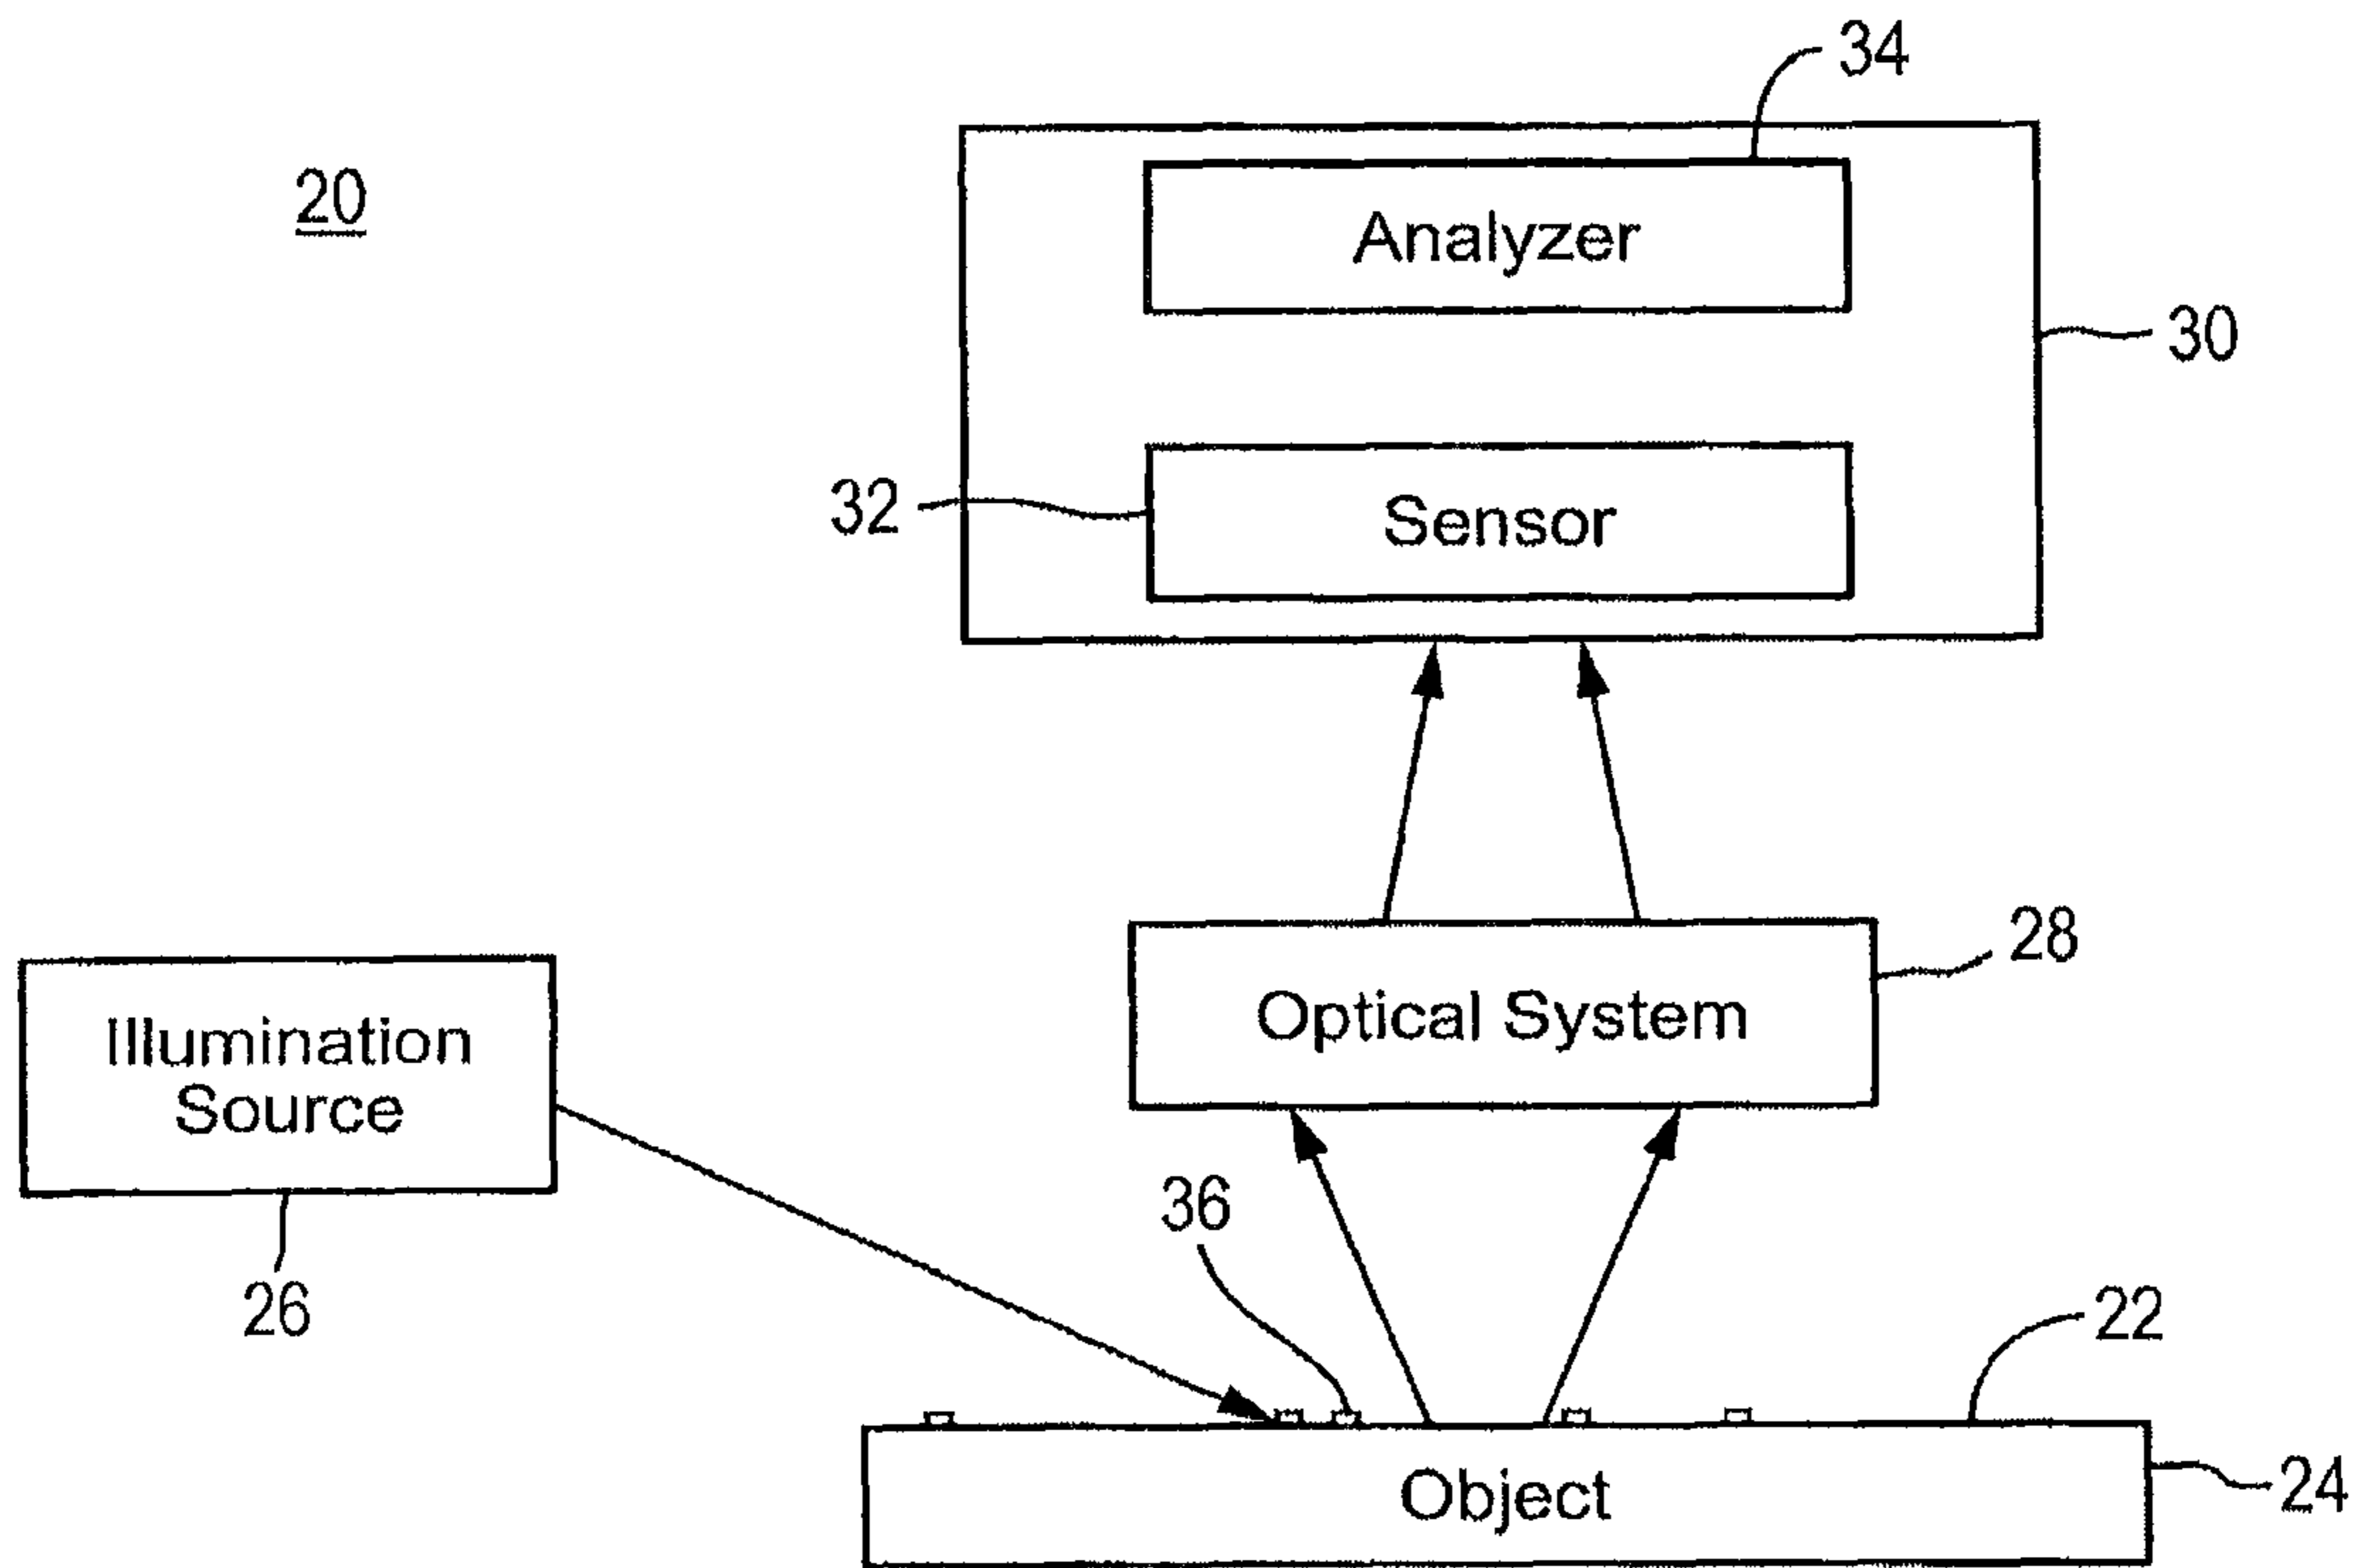 34
20
Analyzer
30
32
Sensor
28
Optical System
Illumination
Source
36
26
22
Object
24